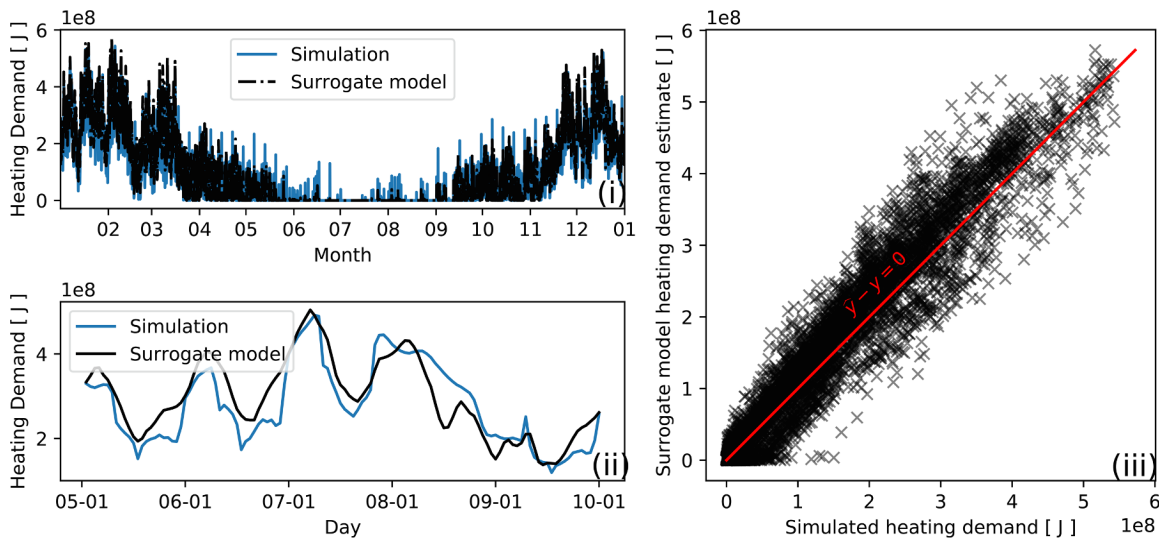 1e8
6
4
2
0
Heating Demand [ J ]
Simulation
Surrogate model
(i)
02 03 04 05 06 07 08 09 10 11 12 01
Month
1e8
4
2
Heating Demand [ J ]
Simulation
Surrogate model
(ii)
05-01 06-01 07-01 08-01 09-01 10-01
Day
1e8
6
5
4
3
2
1
0
Surrogate model heating demand estimate [ J ]
ŷ − y = 0
(iii)
0 1 2 3 4 5 6
Simulated heating demand [ J ]
1e8